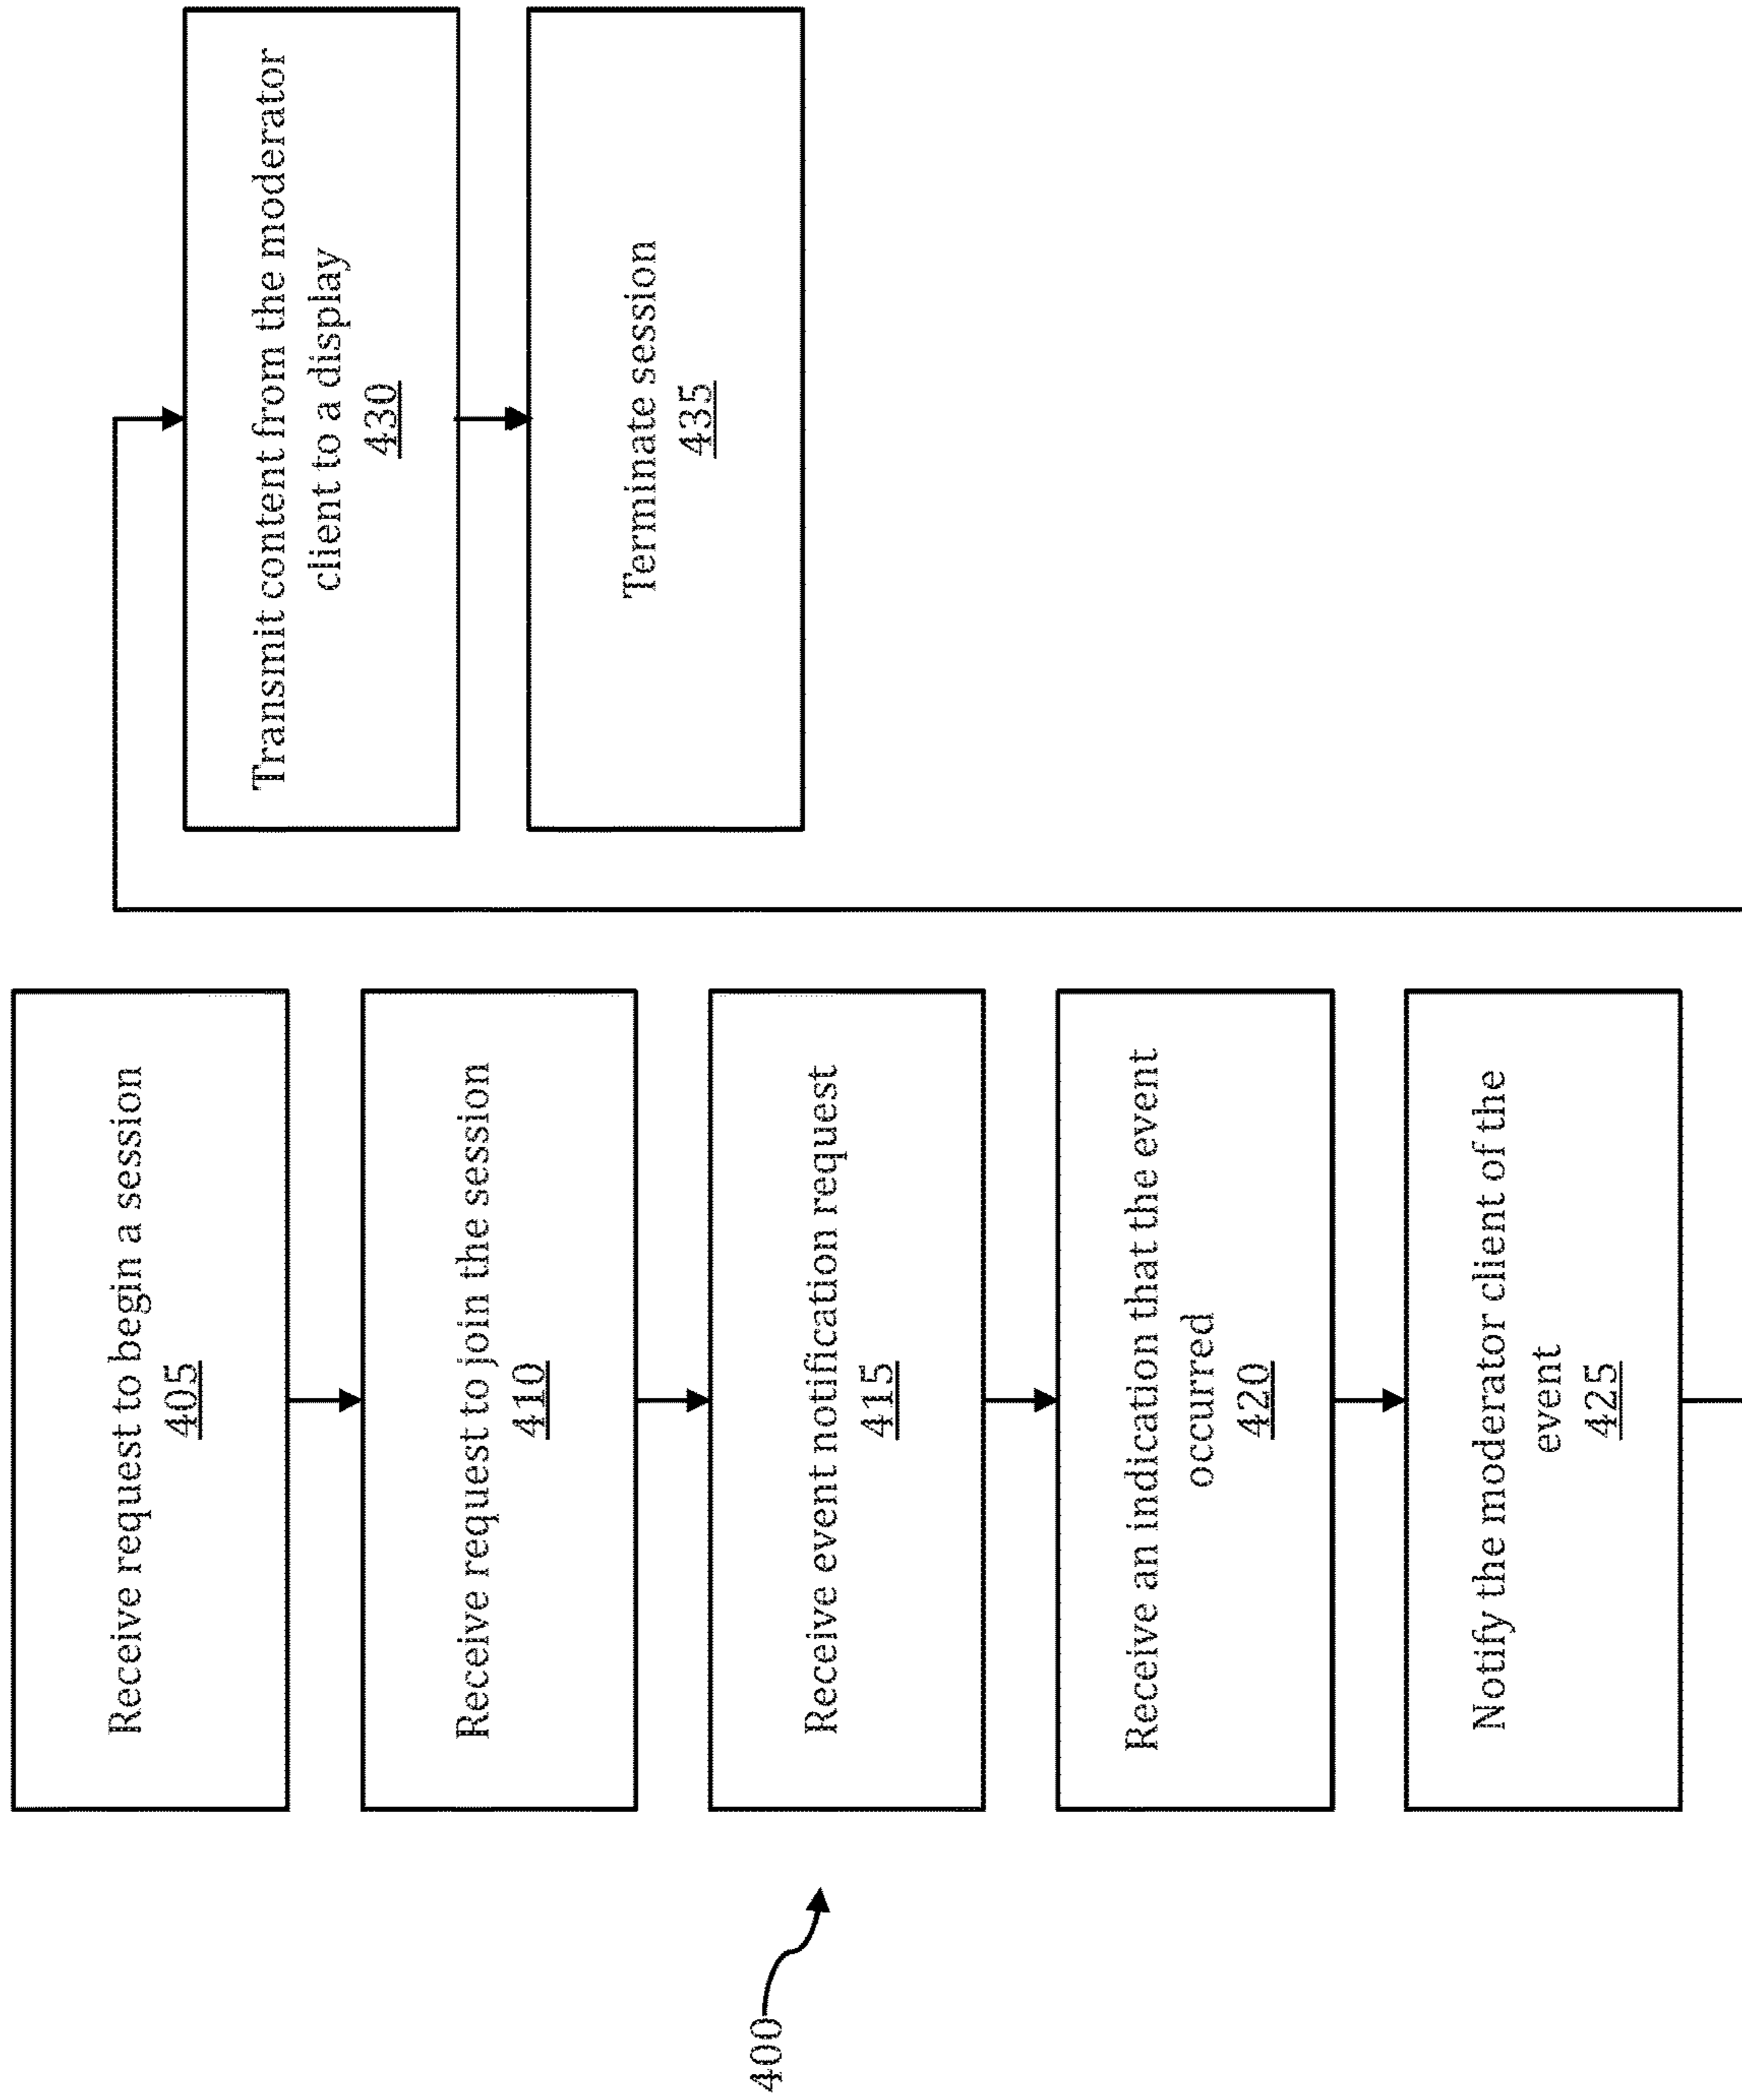 400
Receive request to begin a session
405
Receive request to join the session
410
Receive event notification request
415
Receive an indication that the event
occurred
420
Notify the moderator client of the
event
425
Transmit content from the moderator
client to a display
430
Terminate session
435